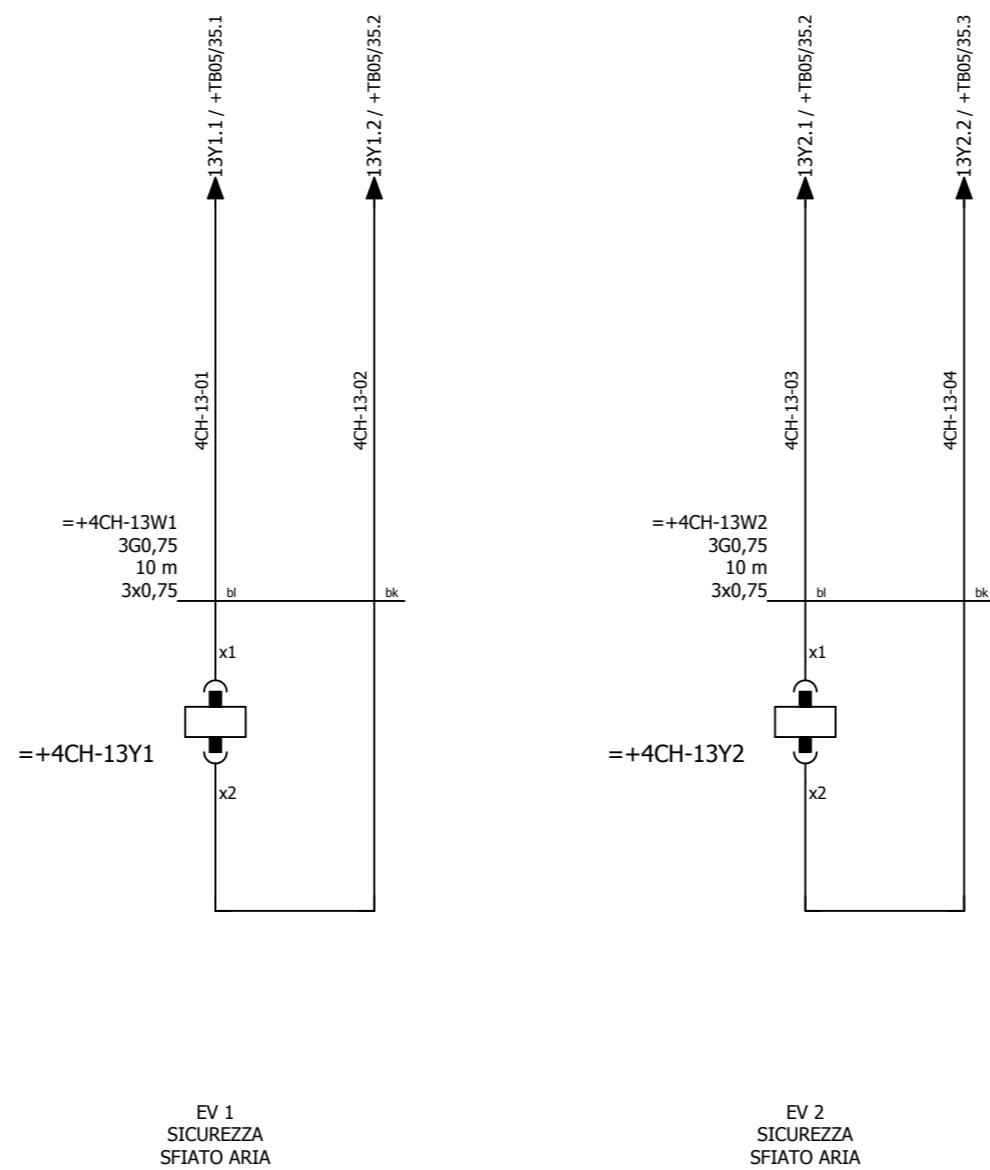 13Y1.1 / +TB05/35.1
13Y1.2 / +TB05/35.2
13Y2.1 / +TB05/35.2
13Y2.2 / +TB05/35.3
4CH-13-01
4CH-13-02
4CH-13-03
4CH-13-04
=+4CH-13W1
3G0,75
10 m
3x0,75
bl
bk
=+4CH-13W2
3G0,75
10 m
3x0,75
bl
bk
x1
=+4CH-13Y1
x2
x1
=+4CH-13Y2
x2
EV 1
SICUREZZA
SFIATO ARIA
EV 2
SICUREZZA
SFIATO ARIA